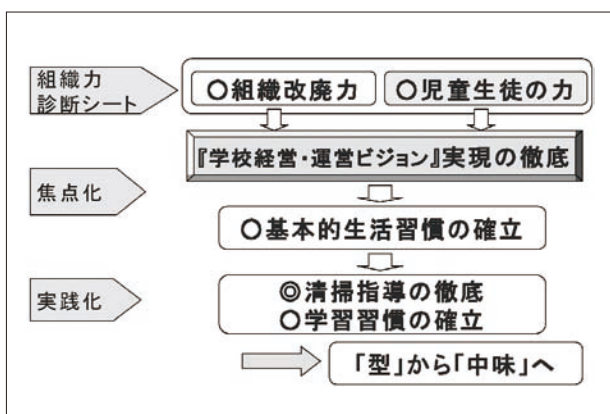 組織力
診断シート
○組織改廃力
○児童生徒の力
『学校経営・運営ビジョン』実現の徹底
焦点化
○基本的生活習慣の確立
実践化
◎清掃指導の徹底
○学習習慣の確立
「型」から「中味」へ